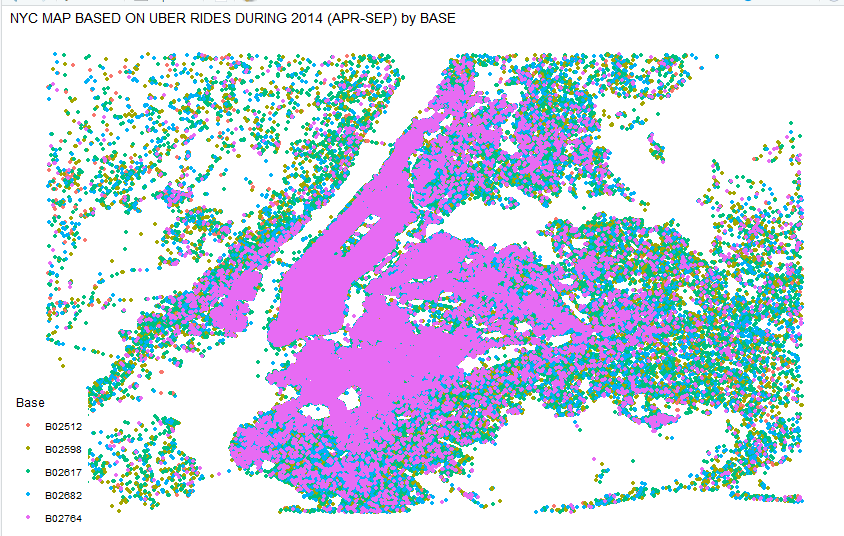 NYC MAP BASED ON UBER RIDES DURING 2014 (APR-SEP) by BASE
Base
B02512
B02598
B02617
B02682
B02764